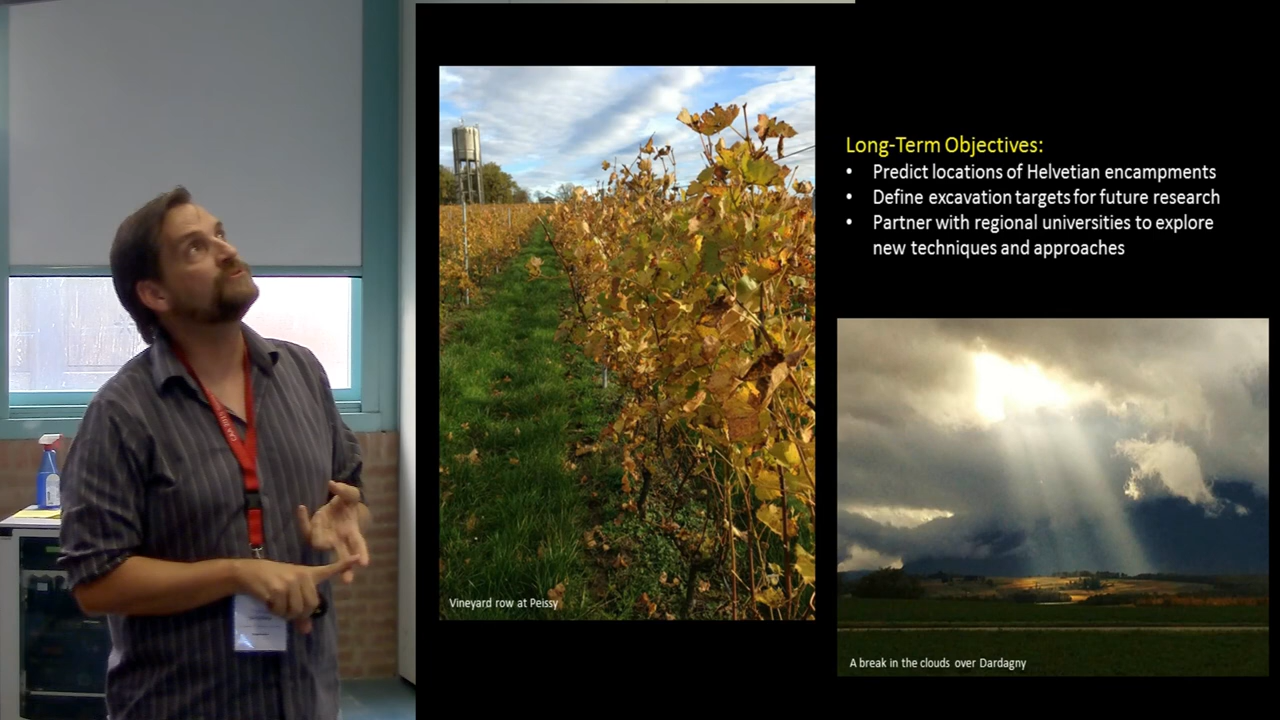 Long-Term Objectives:
• Predict locations of Helvetian encampments
• Define excavation targets for future research
• Partner with regional universities to explore
new techniques and approaches
Vineyard row at Peissy
A break in the clouds over Dardagny